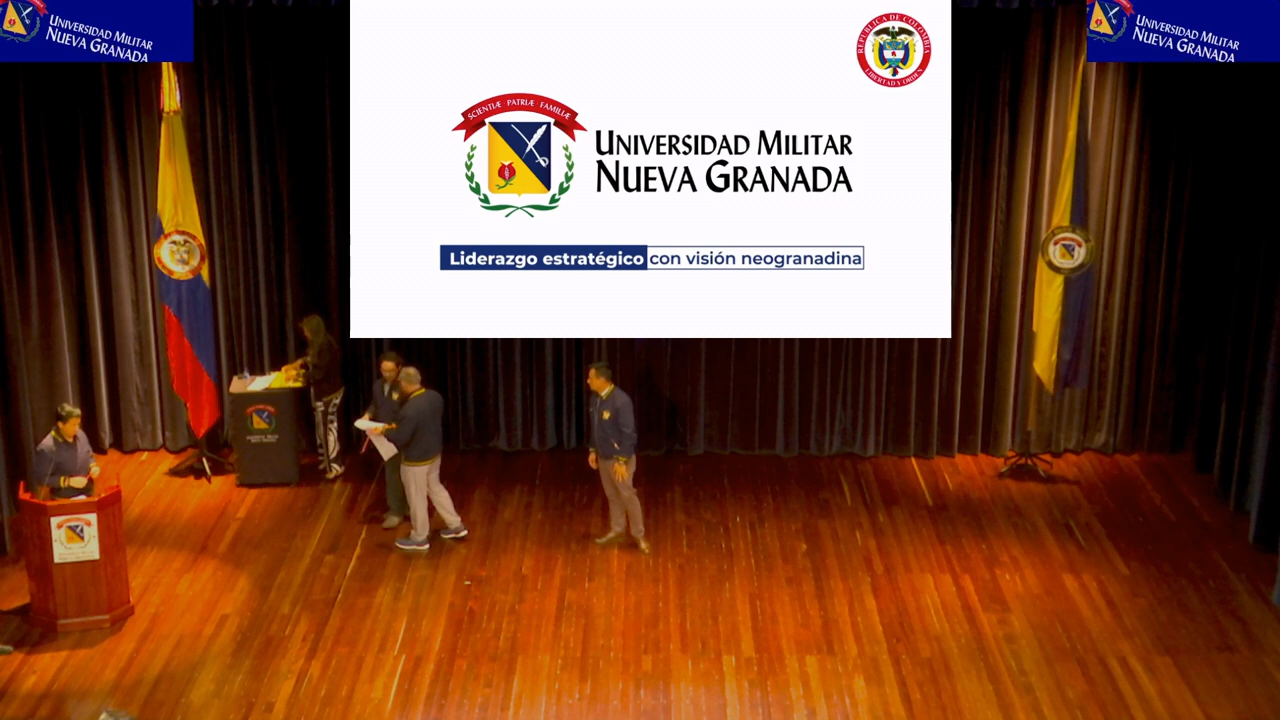 UNIVERSIDAD MILITAR
NUEVA GRANADA
UNIVERSIDAD MILITAR
NUEVA GRANADA
REPUBLICA DE COLOMBIA
LIBERTAD Y ORDEN
SCIENTIÆ PATRIÆ FAMILIÆ
UNIVERSIDAD MILITAR
NUEVA GRANADA
Liderazgo estratégico con visión neogranadina